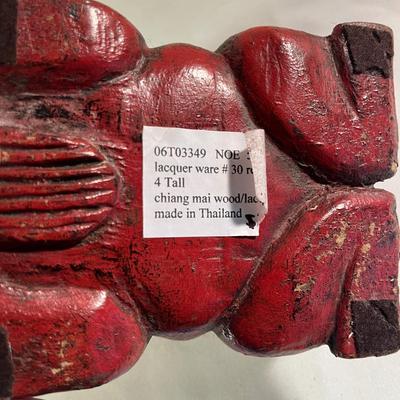 06T03349 NOE
lacquer ware # 30
4 Tall
chiang mai wood/lac
made in Thailand